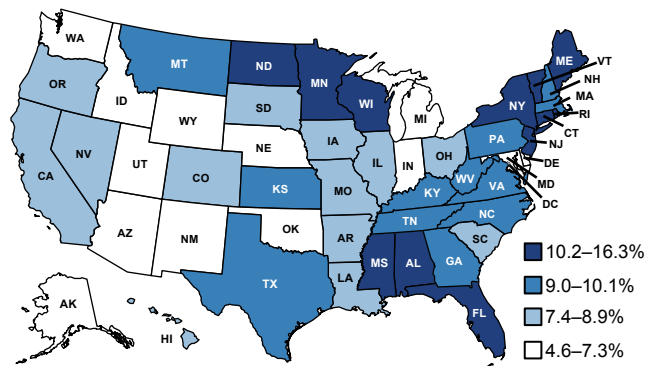 WA
MT
ND
MN
ME
VT
NH
OR
ID
SD
WI
NY
MA
RI
WY
MI
CT
NV
NE
IA
PA
NJ
CA
UT
CO
IL
IN
OH
DE
KS
MO
WV
VA
MD
DC
KY
AZ
NM
OK
AR
TN
NC
SC
TX
LA
MS
AL
GA
FL
AK
HI
10.2–16.3%
9.0–10.1%
7.4–8.9%
4.6–7.3%